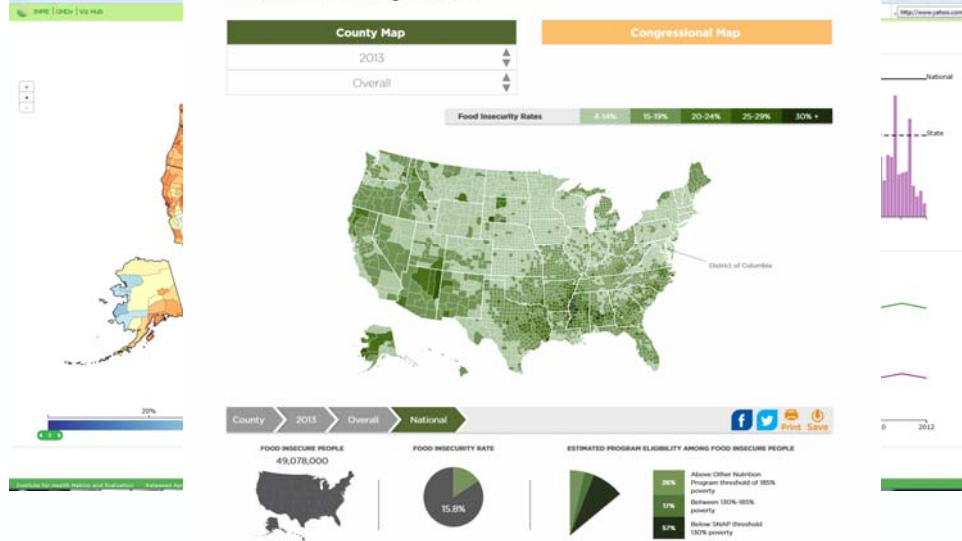 IHME | GHDx | Viz Hub
http://www.yahoo.com
County Map
Congressional Map
2013
Overall
National
State
Food Insecurity Rates
4-14%
15-19%
20-24%
25-29%
30% +
District of Columbia
20%
2012
County
2013
Overall
National
Print
Save
FOOD INSECURE PEOPLE
49,078,000
FOOD INSECURITY RATE
15.8%
ESTIMATED PROGRAM ELIGIBILITY AMONG FOOD INSECURE PEOPLE
26%
Above Other Nutrition
Program threshold of 185%
poverty
17%
Between 130%-185%
poverty
57%
Below SNAP threshold
130% poverty
Institute for Health Metrics and Evaluation
Released